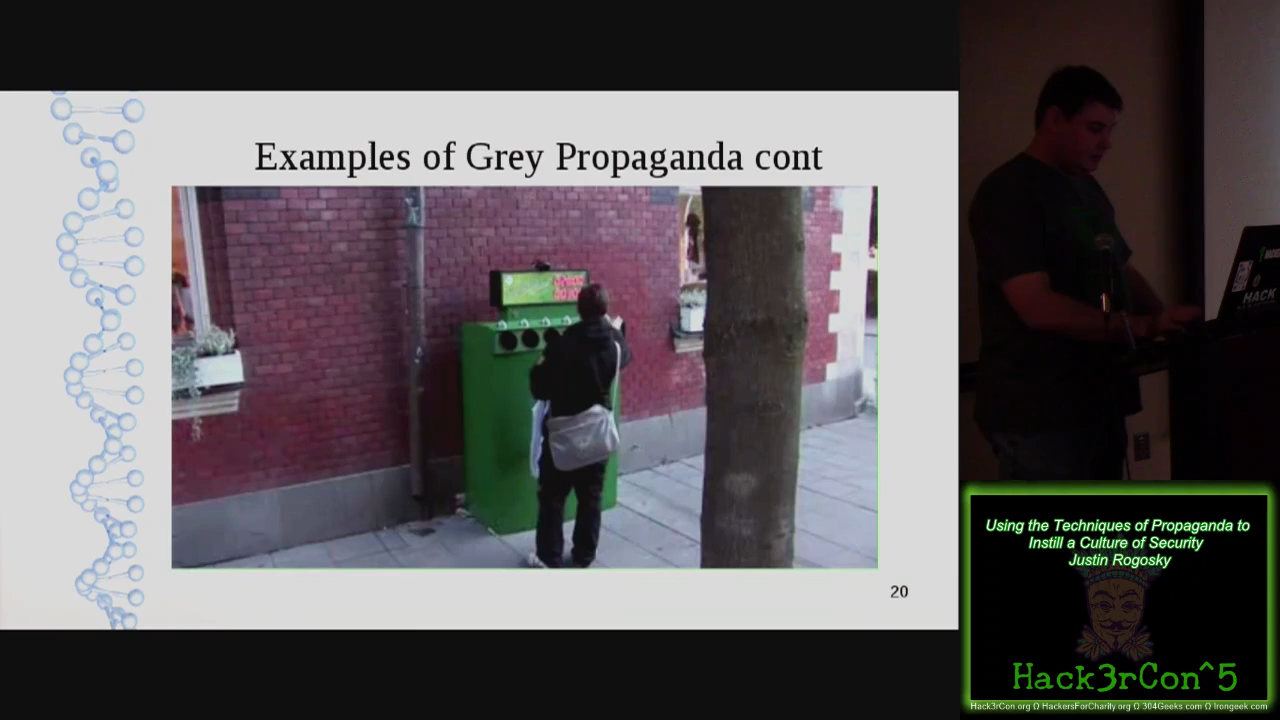 Examples of Grey Propaganda cont
20
HACK
Using the Techniques of Propaganda to
Instill a Culture of Security
Justin Rogosky
Hack3rCon^5
Hack3rCon.org Ω HackersForCharity.org Ω 304Geeks.com Ω Irongeek.com